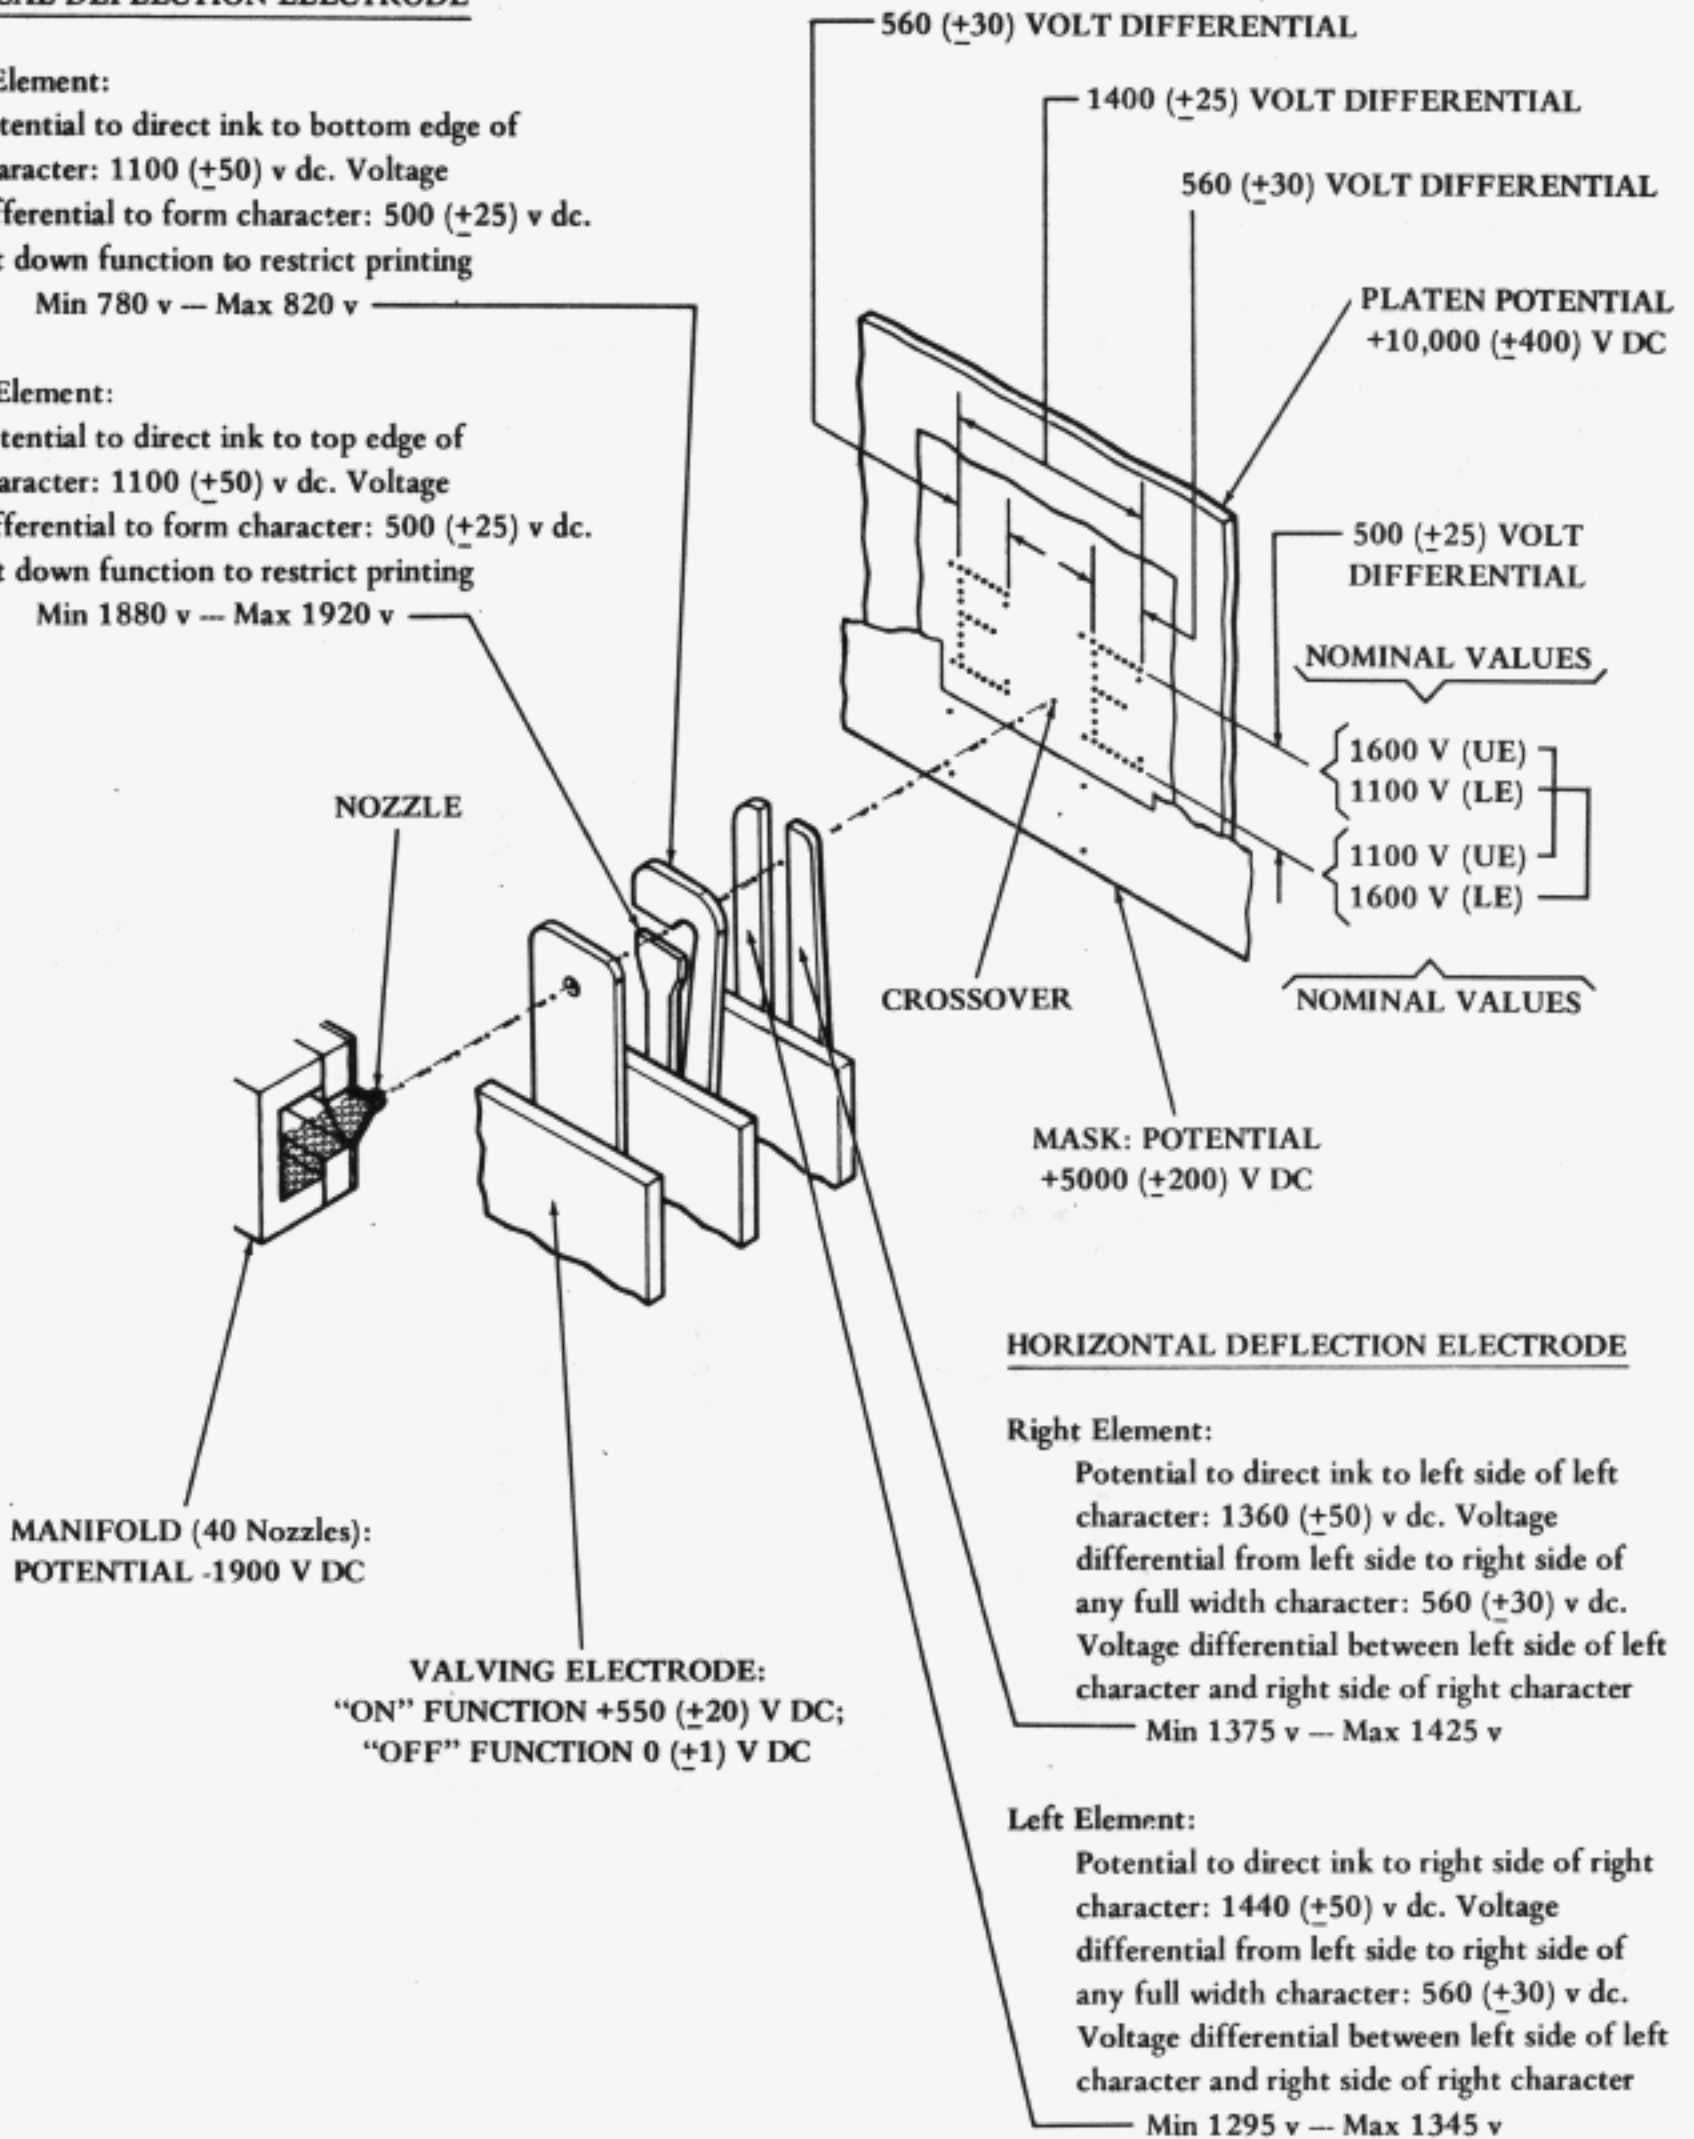 DEFLECTION ELECTRODE
Element:
tential to direct ink to bottom edge of
aracter: 1100 (±50) v dc. Voltage
fferential to form character: 500 (±25) v dc.
t down function to restrict printing
Min 780 v — Max 820 v
Element:
tential to direct ink to top edge of
aracter: 1100 (±50) v dc. Voltage
fferential to form character: 500 (±25) v dc.
t down function to restrict printing
Min 1880 v — Max 1920 v
560 (±30) VOLT DIFFERENTIAL
1400 (±25) VOLT DIFFERENTIAL
560 (±30) VOLT DIFFERENTIAL
PLATEN POTENTIAL
+10,000 (±400) V DC
500 (±25) VOLT
DIFFERENTIAL
NOMINAL VALUES
1600 V (UE)
1100 V (LE)
1100 V (UE)
1600 V (LE)
NOMINAL VALUES
NOZZLE
CROSSOVER
MASK: POTENTIAL
+5000 (±200) V DC
MANIFOLD (40 Nozzles):
POTENTIAL -1900 V DC
VALVING ELECTRODE:
“ON” FUNCTION +550 (±20) V DC;
“OFF” FUNCTION 0 (±1) V DC
HORIZONTAL DEFLECTION ELECTRODE
Right Element:
Potential to direct ink to left side of left
character: 1360 (±50) v dc. Voltage
differential from left side to right side of
any full width character: 560 (±30) v dc.
Voltage differential between left side of left
character and right side of right character
Min 1375 v — Max 1425 v
Left Element:
Potential to direct ink to right side of right
character: 1440 (±50) v dc. Voltage
differential from left side to right side of
any full width character: 560 (±30) v dc.
Voltage differential between left side of left
character and right side of right character
Min 1295 v — Max 1345 v